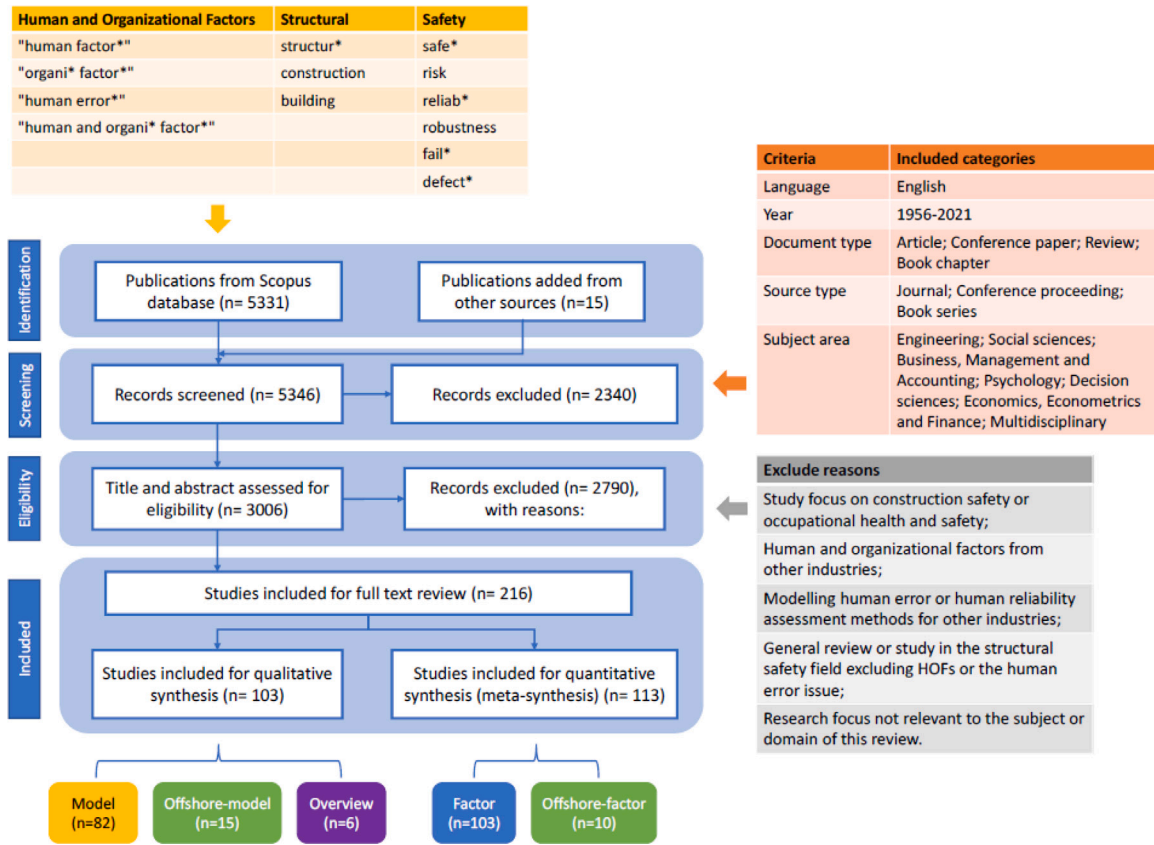 Human and Organizational Factors Structural Safety
"human factor*" structur* safe*
"organi* factor*" construction risk
"human error*" building reliab*
"human and organi* factor*" robustness
fail*
defect*
Identification
Publications from Scopus
database (n= 5331)
Publications added from
other sources (n=15)
Screening
Records screened (n= 5346)
Records excluded (n= 2340)
Eligibility
Title and abstract assessed for
eligibility (n= 3006)
Records excluded (n= 2790),
with reasons:
Included
Studies included for full text review (n= 216)
Studies included for qualitative
synthesis (n= 103)
Studies included for quantitative
synthesis (meta-synthesis) (n= 113)
Model
(n=82)
Offshore-model
(n=15)
Overview
(n=6)
Factor
(n=103)
Offshore-factor
(n=10)
Criteria Included categories
Language English
Year 1956-2021
Document type Article; Conference paper; Review;
Book chapter
Source type Journal; Conference proceeding;
Book series
Subject area Engineering; Social sciences;
Business, Management and
Accounting; Psychology; Decision
sciences; Economics, Econometrics
and Finance; Multidisciplinary
Exclude reasons
Study focus on construction safety or
occupational health and safety;
Human and organizational factors from
other industries;
Modelling human error or human reliability
assessment methods for other industries;
General review or study in the structural
safety field excluding HOFs or the human
error issue;
Research focus not relevant to the subject or
domain of this review.